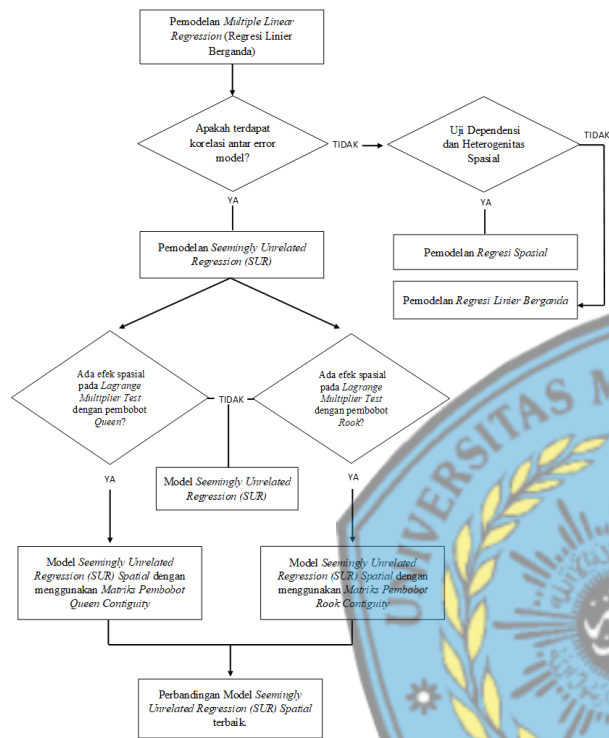 Pemodelan Multiple Linear
Regression (Regresi Linier
Berganda)
Apakah terdapat
korelasi antar error
model?
TIDAK
Uji Dependensi
dan Heterogenitas
Spasial
TIDAK
YA
YA
Pemodelan Seemingly Unrelated
Regression (SUR)
Pemodelan Regresi Spasial
Pemodelan Regresi Linier Berganda
Ada efek spasial
pada Lagrange
Multiplier Test
dengan pembobot
Queen?
TIDAK
Ada efek spasial
pada Lagrange
Multiplier Test
dengan pembobot
Rook?
YA
Model Seemingly Unrelated
Regression (SUR)
YA
Model Seemingly Unrelated
Regression (SUR) Spatial dengan
menggunakan Matriks Pembobot
Queen Contiguity
Model Seemingly Unrelated
Regression (SUR) Spatial dengan
menggunakan Matriks Pembobot
Rook Contiguity
Perbandingan Model Seemingly
Unrelated Regression (SUR) Spatial
terbaik.
UNIVERSITAS M